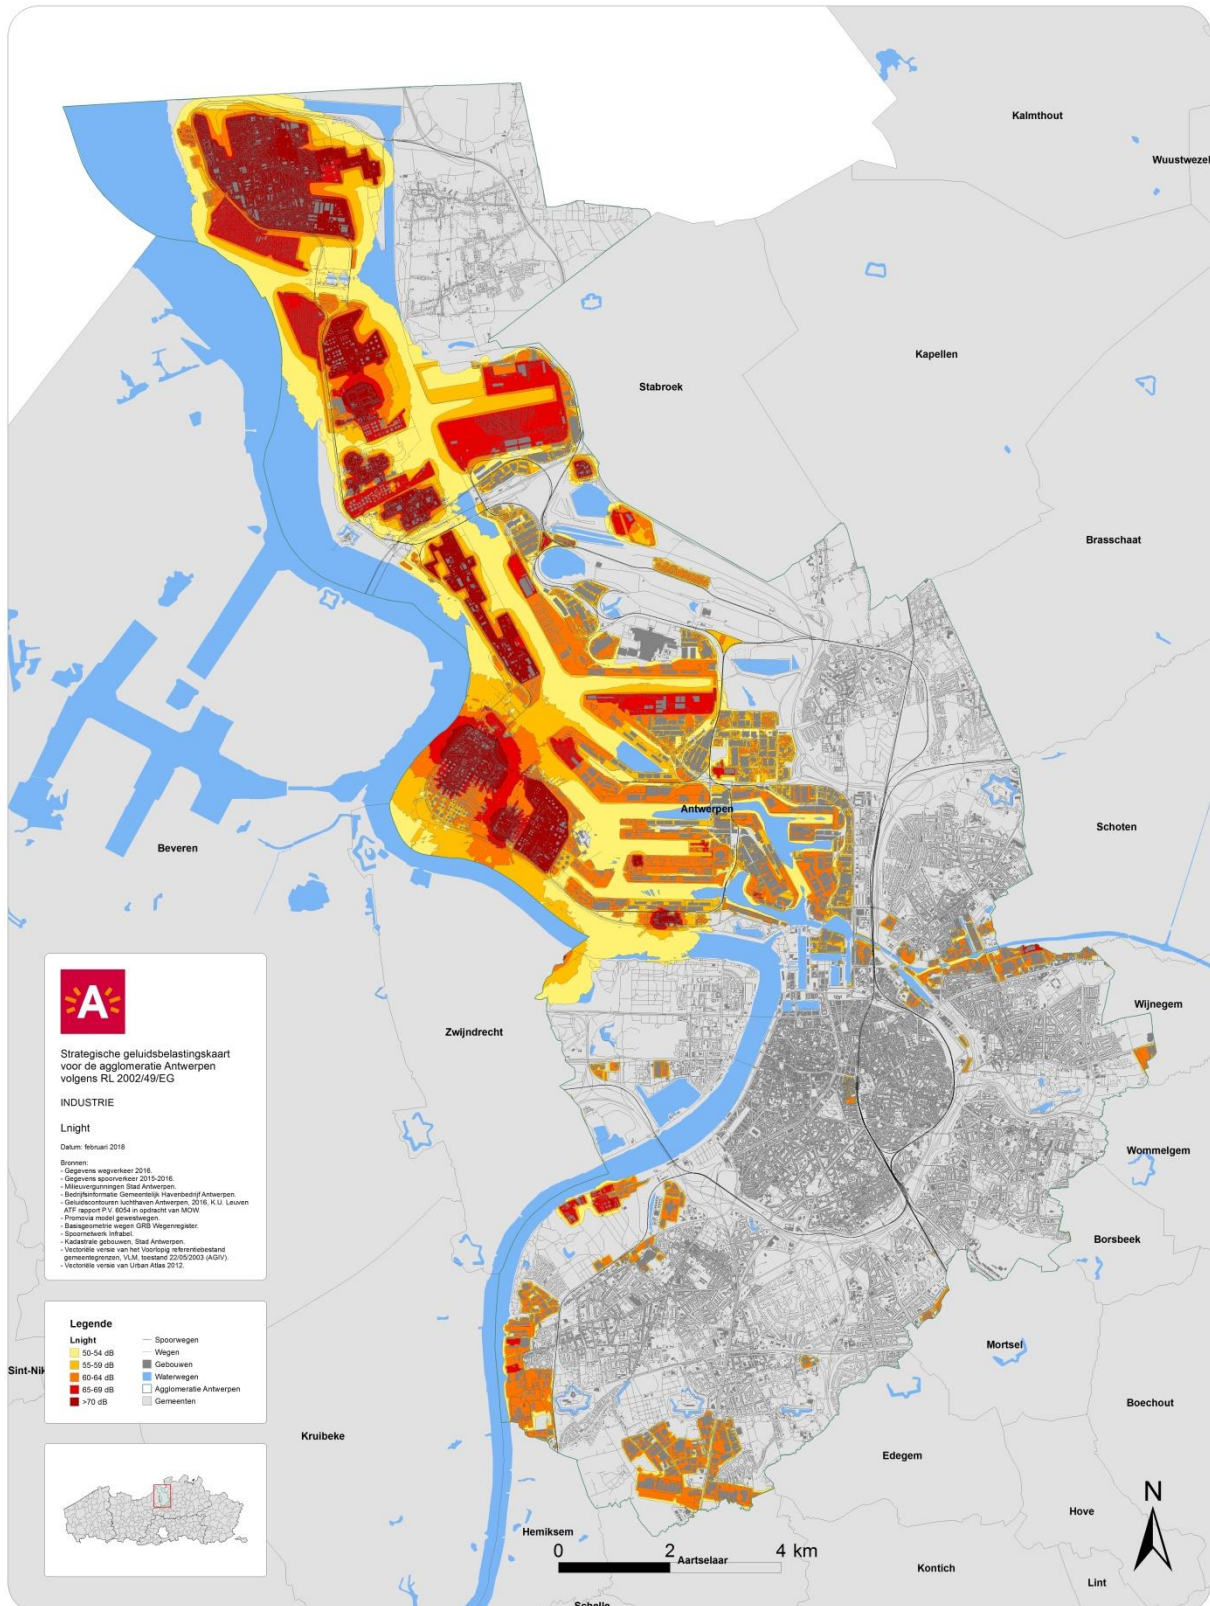 Kalmthout
Wuustwezel
Kapellen
Stabroek
Brasschaat
Antwerpen
Schoten
Beveren
Wijnegem
Zwijndrecht
Wommelgem
Borsbeek
Mortsel
Boechout
Edegem
Kruibeke
Hove
Hemiksem
Aartselaar
Kontich
Lint
Schelle
Sint-Nik
A
Strategische geluidsbelastingskaart
voor de agglomeratie Antwerpen
volgens RL 2002/49/EG
INDUSTRIE
Lnight
Datum: februari 2018
Bronnen:
- Gegevens wegverkeer 2016.
- Gegevens spoorverkeer 2015-2016.
- Milieuvergunningen Stad Antwerpen.
- Bedrijfsinformatie Gemeentelijk Havenbedrijf Antwerpen.
- Geluidscontouren luchthaven Antwerpen, 2016, K.U. Leuven
ATF rapport P.V. 6054 in opdracht van MOW.
- Promovia model gewestwegen.
- Basisgeometrie wegen GRB Wegenregister.
- Spoornetwerk Infrabel.
- Kadastrale gebouwen, Stad Antwerpen.
- Vectoriële versie van het Voorlopig referentiebestand
gemeentegrenzen, VLM, toestand 22/05/2003 (AGIV).
- Vectoriële versie van Urban Atlas 2012.
Legende
Lnight
50-54 dB
55-59 dB
60-64 dB
65-69 dB
>70 dB
Spoorwegen
Wegen
Gebouwen
Waterwegen
Agglomeratie Antwerpen
Gemeenten
0 2 4 km
N